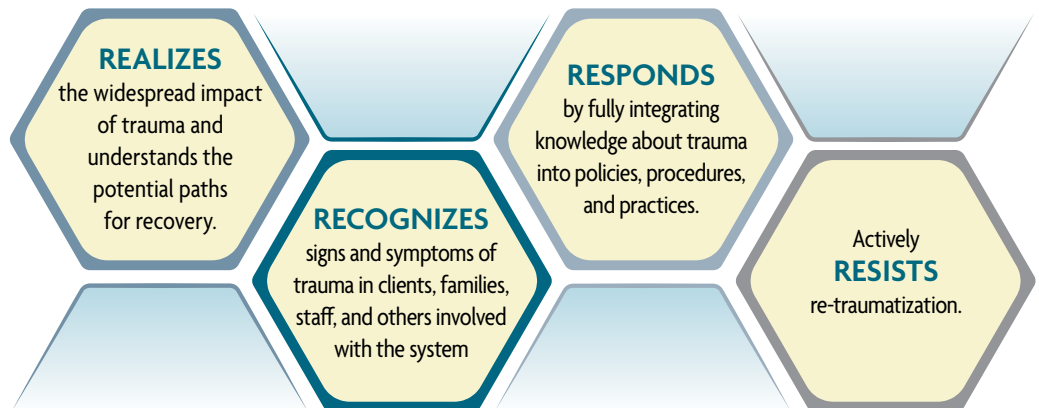 REALIZES
the widespread impact
of trauma and
understands the
potential paths
for recovery.
RECOGNIZES
signs and symptoms of
trauma in clients, families,
staff, and others involved
with the system
RESPONDS
by fully integrating
knowledge about trauma
into policies, procedures,
and practices.
Actively
RESISTS
re-traumatization.